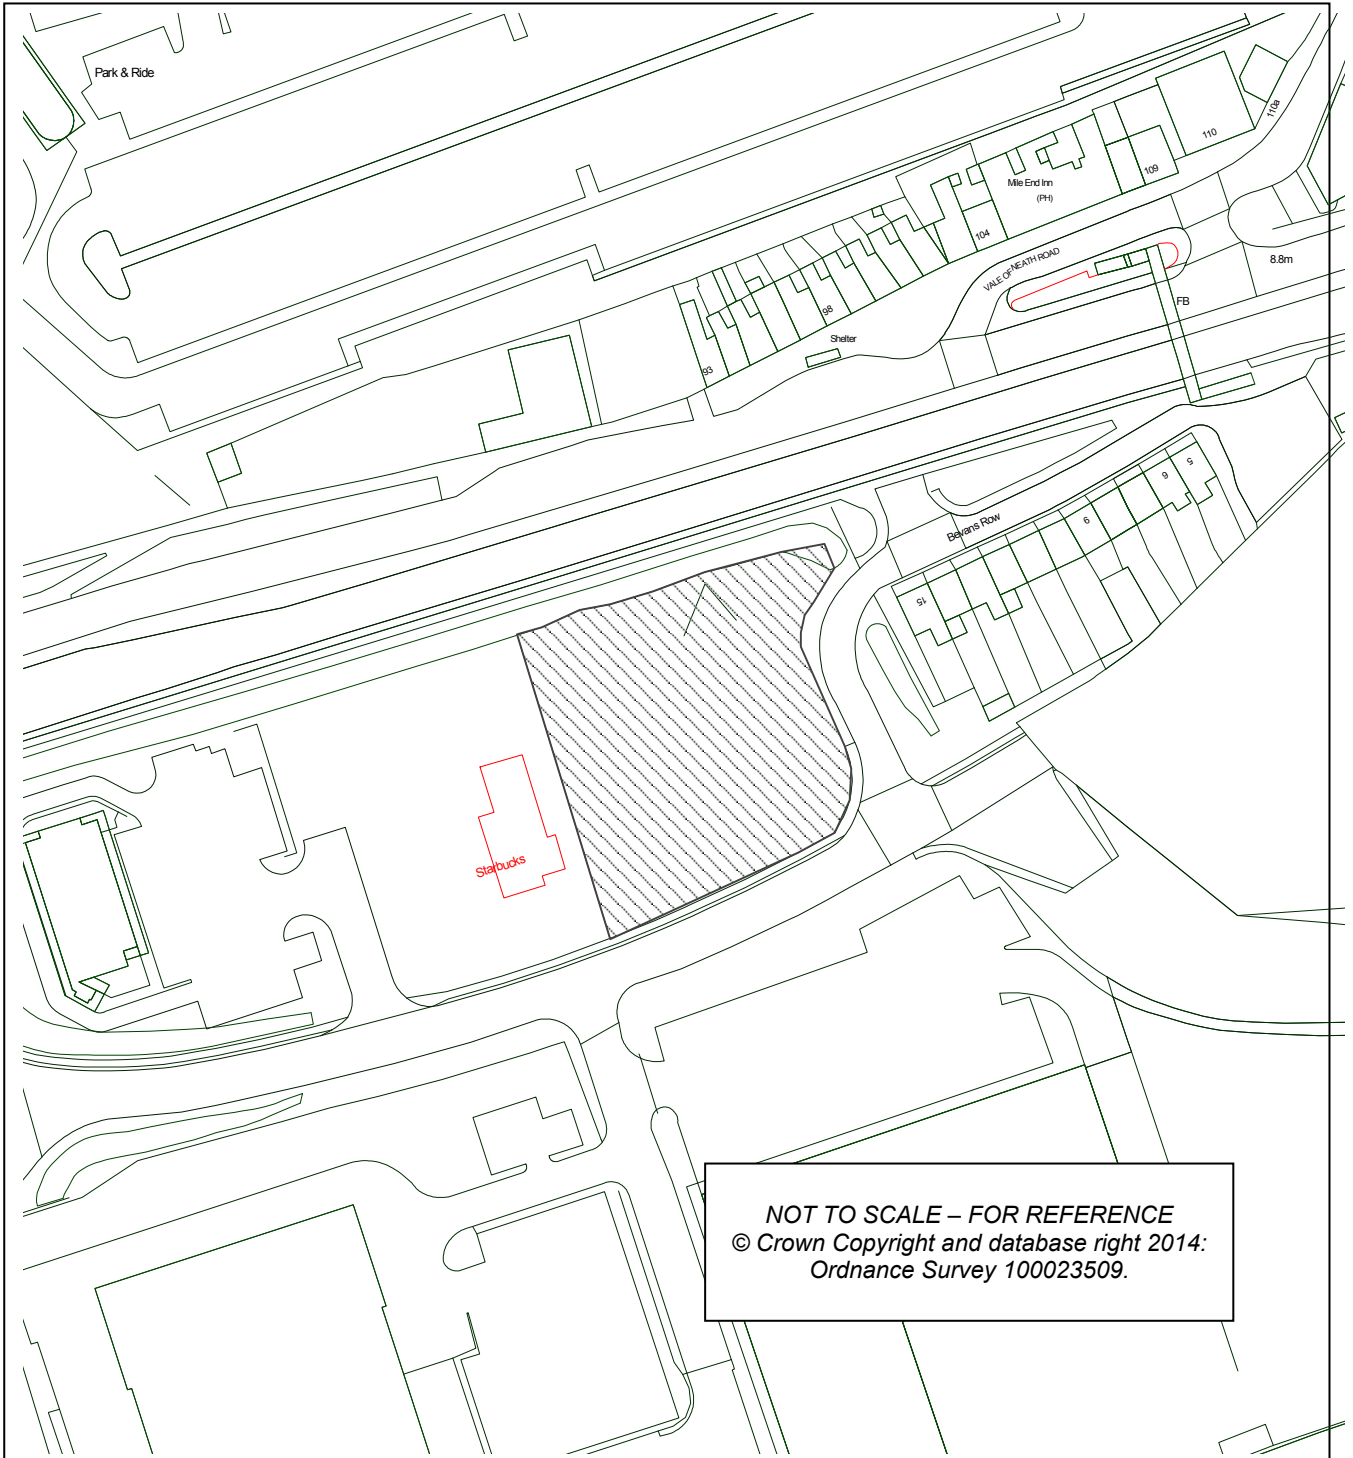 Park & Ride
110a
110
109
Mile End Inn
(PH)
104
VALE OF NEATH ROAD
8.8m
FB
98
Shelter
93
5
6
9
Bevans Row
15
Starbucks
NOT TO SCALE – FOR REFERENCE
© Crown Copyright and database right 2014:
Ordnance Survey 100023509.